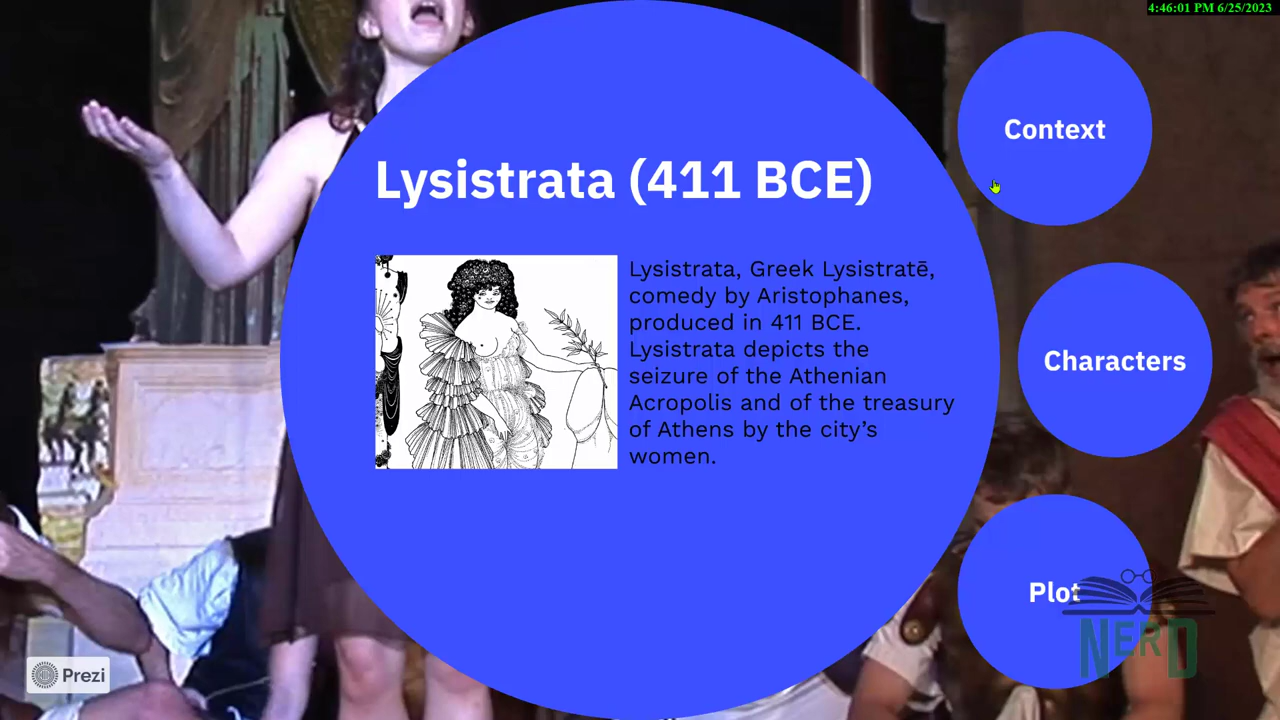 4:46:01 PM 6/25/2023
Context
Lysistrata (411 BCE)
Lysistrata, Greek Lysistratē,
comedy by Aristophanes,
produced in 411 BCE.
Lysistrata depicts the
seizure of the Athenian
Acropolis and of the treasury
of Athens by the city’s
women.
Characters
Plot
NERD
Prezi